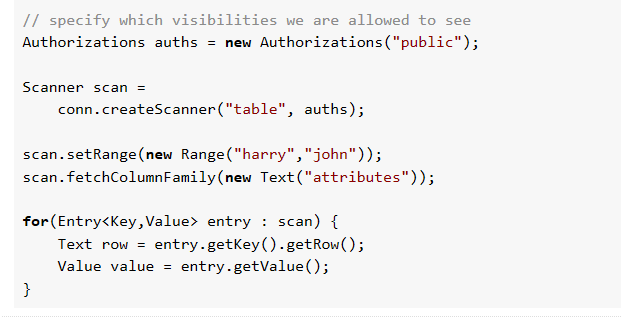 // specify which visibilities we are allowed to see
Authorizations auths = new Authorizations("public");
Scanner scan =
    conn.createScanner("table", auths);
scan.setRange(new Range("harry","john"));
scan.fetchColumnFamily(new Text("attributes"));
for(Entry<Key,Value> entry : scan) {
    Text row = entry.getKey().getRow();
    Value value = entry.getValue();
}